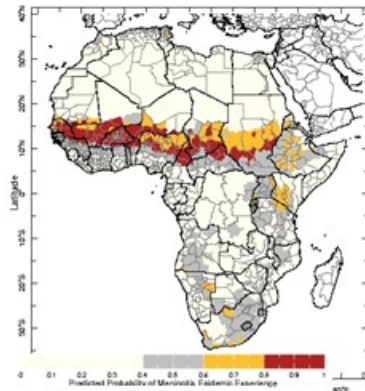 40°N
30°N
20°N
10°N
0°
10°S
20°S
30°S
Latitude
0 0.1 0.2 0.3 0.4 0.5 0.6 0.7 0.8 0.9 1
Predicted Probability of Meningitis Epidemic Experience